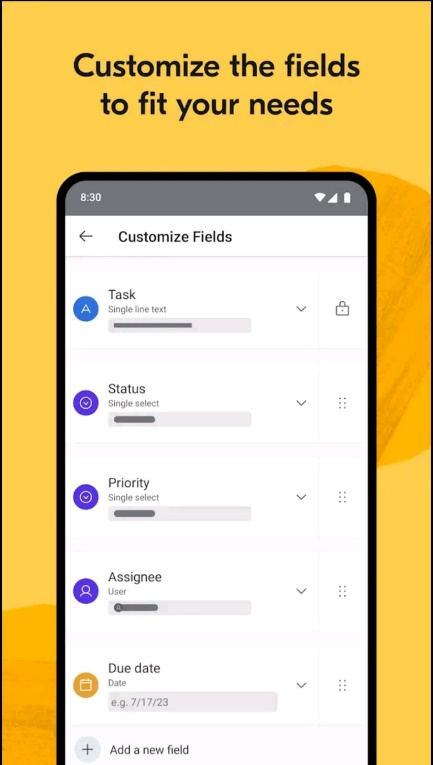 Customize the fields
to fit your needs
8:30
Customize Fields
Task
Single line text
Status
Single select
Priority
Single select
Assignee
User
Due date
Date
e.g. 7/17/23
Add a new field